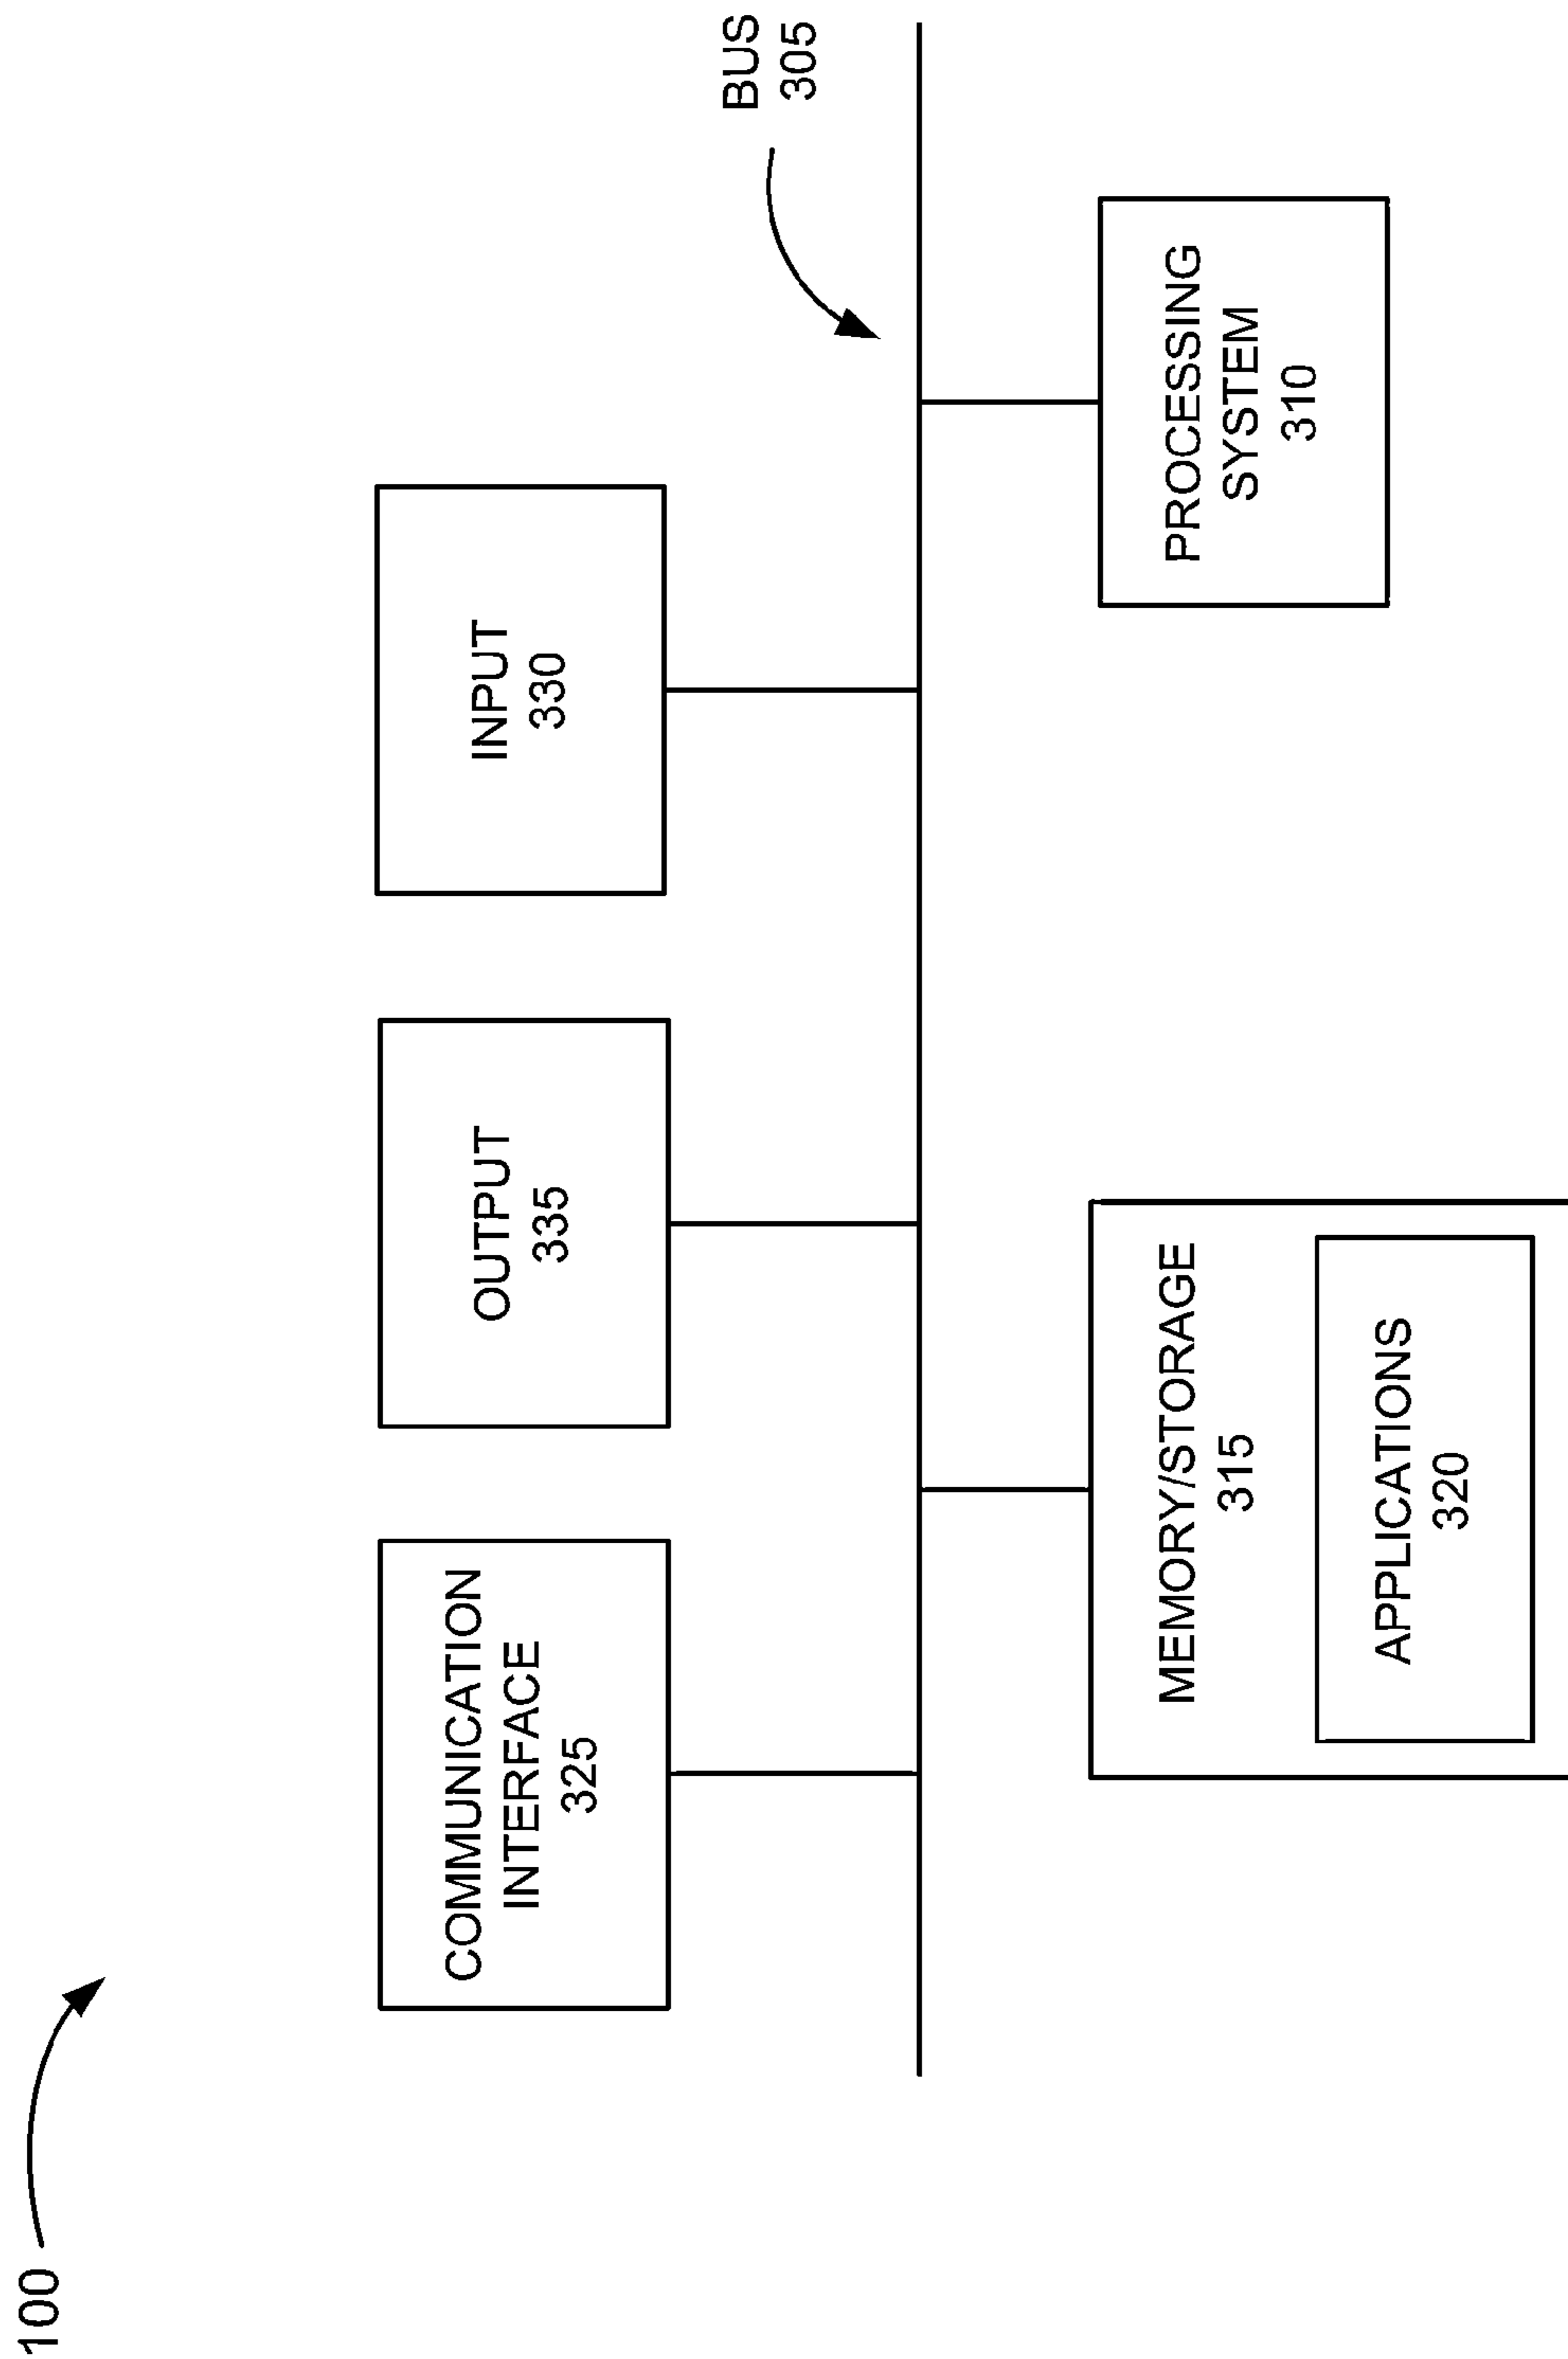 100
COMMUNICATION
INTERFACE
325
OUTPUT
335
INPUT
330
BUS
305
MEMORY/STORAGE
315
APPLICATIONS
320
PROCESSING
SYSTEM
310